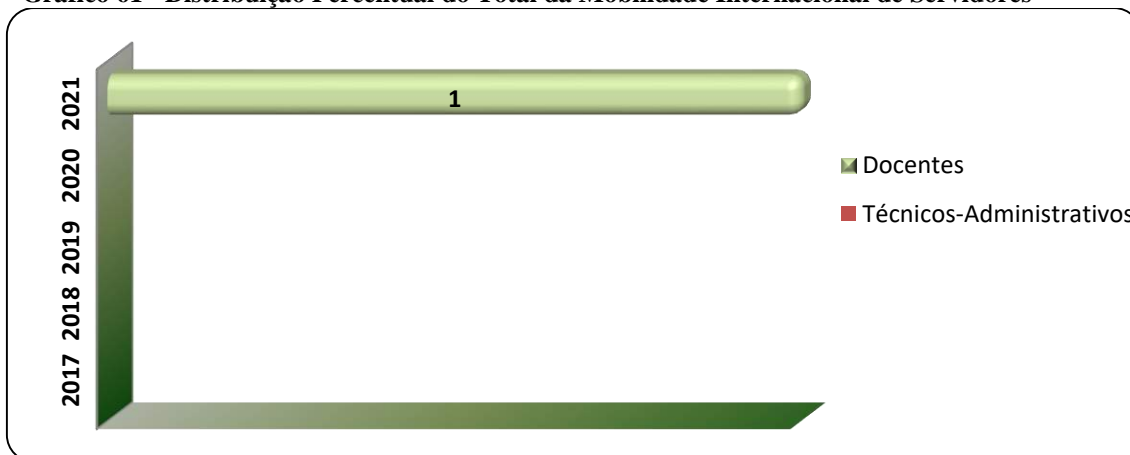 Gráfico 01 - Distribuição Percentual do Total da Mobilidade Internacional de Servidores
2021
1
2020
2019
2018
2017
Docentes
Técnicos-Administrativos